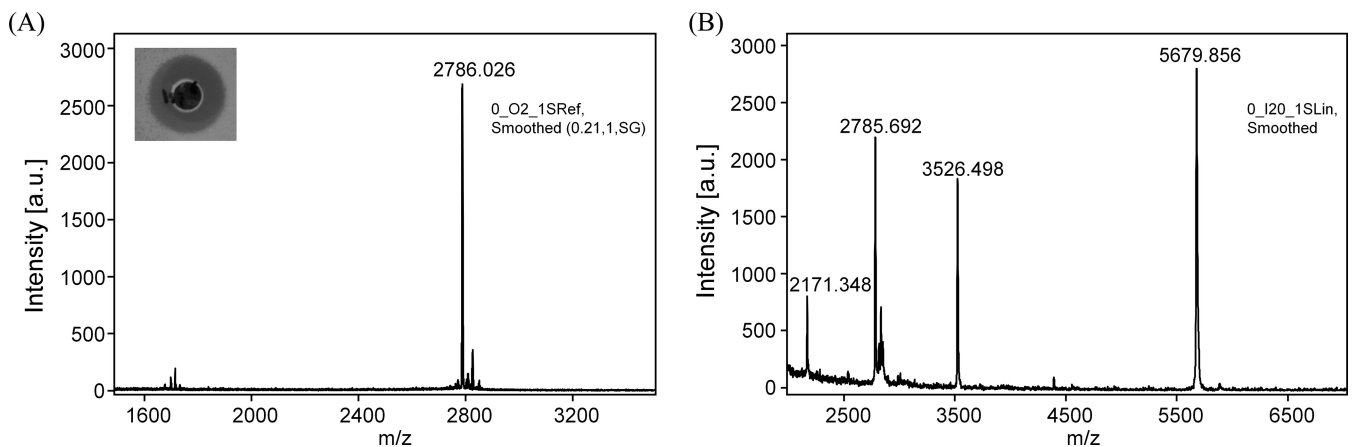 (A)
3000
2500
2000
1500
1000
500
0
Intensity [a.u.]
2786.026
0_O2_1SRef,
Smoothed (0.21,1,SG)
1600
2000
2400
2800
3200
m/z
(B)
3000
2500
2000
1500
1000
500
0
Intensity [a.u.]
5679.856
2785.692
3526.498
2171.348
0_I20_1SLin,
Smoothed
2500
3500
4500
5500
6500
m/z